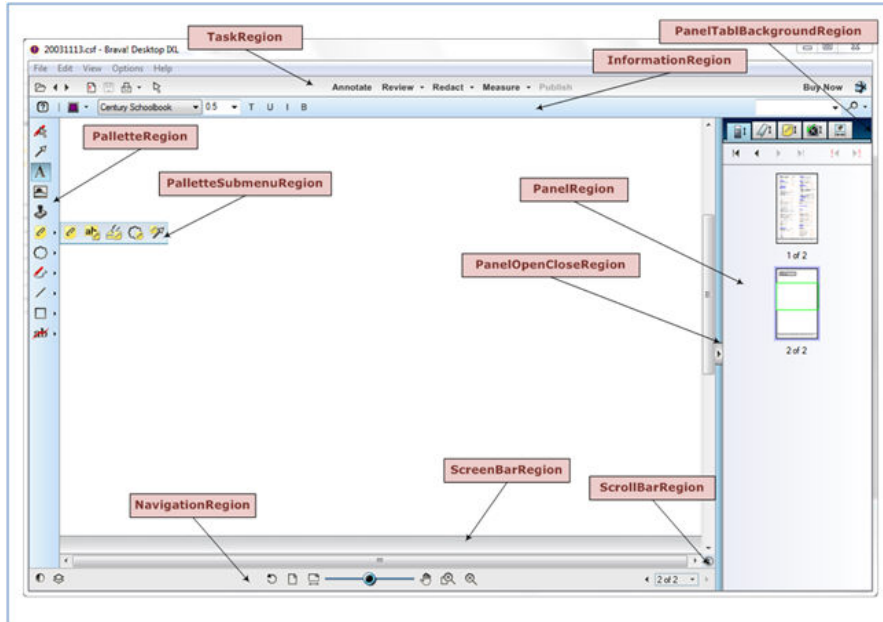 PanelTablBackgroundRegion
TaskRegion
20031113.csf - Brava! Desktop IXL
InformationRegion
File Edit View Options Help
Annotate Review Redact Measure Publish
Buy Now
Century Schoolbook 0.5 T U I B
PalletteRegion
A
PalletteSubmenuRegion
PanelRegion
ab
1 of 2
PanelOpenCloseRegion
ab
2 of 2
ScreenBarRegion
ScrollBarRegion
NavigationRegion
2 of 2